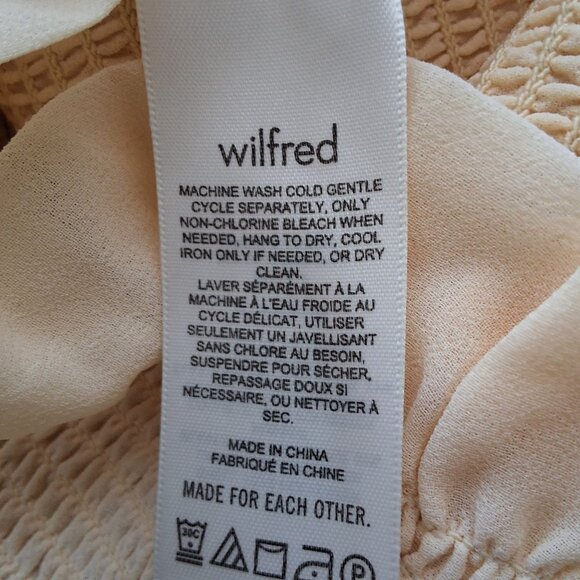 wilfred
MACHINE WASH COLD GENTLE
CYCLE SEPARATELY, ONLY
NON-CHLORINE BLEACH WHEN
NEEDED, HANG TO DRY, COOL
IRON ONLY IF NEEDED, OR DRY
CLEAN.
LAVER SÉPARÉMENT À LA
MACHINE À L'EAU FROIDE AU
CYCLE DÉLICAT, UTILISER
SEULEMENT UN JAVELLISANT
SANS CHLORE AU BESOIN,
SUSPENDRE POUR SÉCHER,
REPASSAGE DOUX SI
NÉCESSAIRE, OU NETTOYER À
SEC.
MADE IN CHINA
FABRIQUÉ EN CHINE
MADE FOR EACH OTHER.
30C P